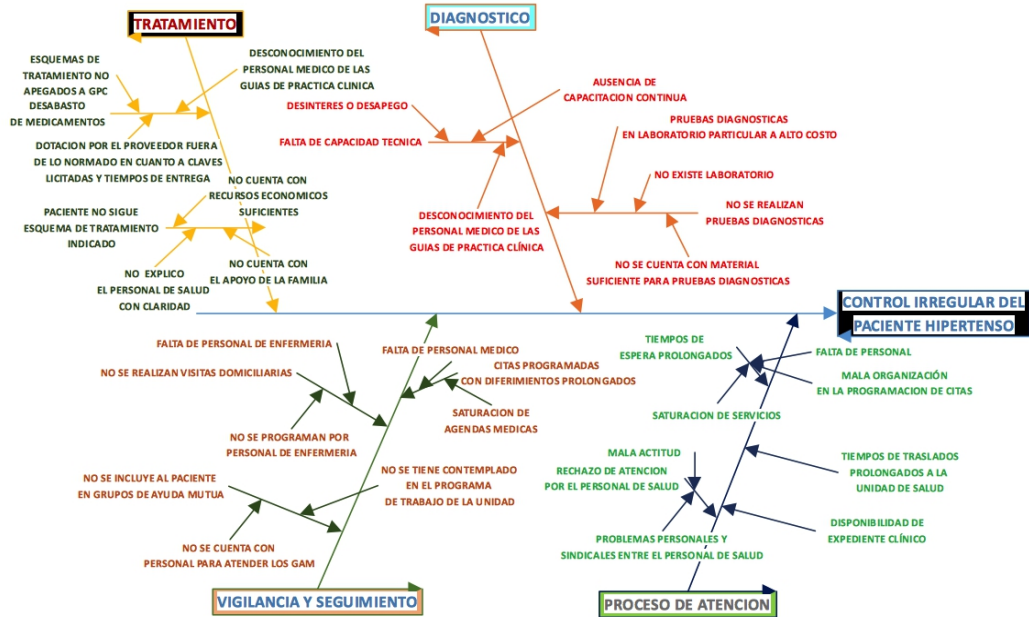 TRATAMIENTO
DIAGNOSTICO
ESQUEMAS DE
TRATAMIENTO NO
APEGADOS A GPC
DESABASTO
DE MEDICAMENTOS
DESCONOCIMIENTO DEL
PERSONAL MEDICO DE LAS
GUIAS DE PRACTICA CLINICA
DOTACION POR EL PROVEEDOR FUERA
DE LO NORMADO EN CUANTO A CLAVES
LICITADAS Y TIEMPOS DE ENTREGA
NO CUENTA CON
RECURSOS ECONOMICOS
SUFICIENTES
PACIENTE NO SIGUE
ESQUEMA DE TRATAMIENTO
INDICADO
NO EXPLICO
EL PERSONAL DE SALUD
CON CLARIDAD
NO CUENTA CON
EL APOYO DE LA FAMILIA
DESINTERES O DESAPEGO
AUSENCIA DE
CAPACITACION CONTINUA
FALTA DE CAPACIDAD TECNICA
PRUEBAS DIAGNOSTICAS
EN LABORATORIO PARTICULAR A ALTO COSTO
NO EXISTE LABORATORIO
DESCONOCIMIENTO DEL
PERSONAL MEDICO DE LAS
GUIAS DE PRACTICA CLÍNICA
NO SE REALIZAN
PRUEBAS DIAGNOSTICAS
NO SE CUENTA CON MATERIAL
SUFICIENTE PARA PRUEBAS DIAGNOSTICAS
CONTROL IRREGULAR DEL
PACIENTE HIPERTENSO
FALTA DE PERSONAL DE ENFERMERIA
NO SE REALIZAN VISITAS DOMICILIARIAS
FALTA DE PERSONAL MEDICO
CITAS PROGRAMADAS
CON DIFERIMIENTOS PROLONGADOS
SATURACION DE
AGENDAS MEDICAS
NO SE PROGRAMAN POR
PERSONAL DE ENFERMERIA
NO SE INCLUYE AL PACIENTE
EN GRUPOS DE AYUDA MUTUA
NO SE TIENE CONTEMPLADO
EN EL PROGRAMA
DE TRABAJO DE LA UNIDAD
NO SE CUENTA CON
PERSONAL PARA ATENDER LOS GAM
TIEMPOS DE
ESPERA PROLONGADOS
FALTA DE PERSONAL
MALA ORGANIZACIÓN
EN LA PROGRAMACION DE CITAS
SATURACION DE SERVICIOS
MALA ACTITUD
RECHAZO DE ATENCION
POR EL PERSONAL DE SALUD
TIEMPOS DE TRASLADOS
PROLONGADOS A LA
UNIDAD DE SALUD
PROBLEMAS PERSONALES Y
SINDICALES ENTRE EL PERSONAL DE SALUD
DISPONIBILIDAD DE
EXPEDIENTE CLÍNICO
VIGILANCIA Y SEGUIMIENTO
PROCESO DE ATENCION